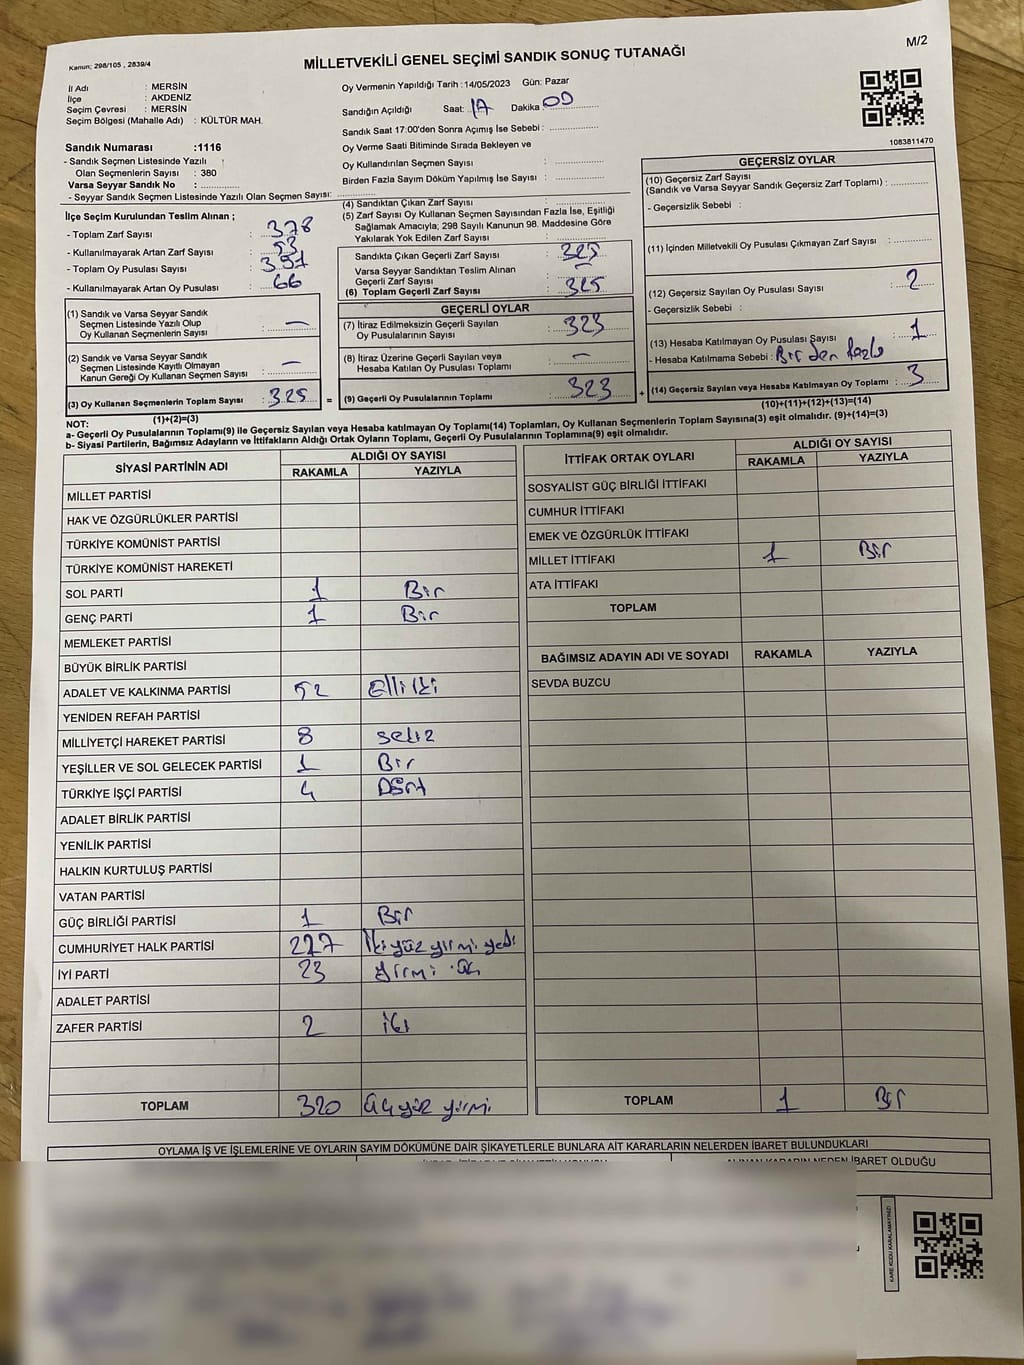 Kanun; 298/105 , 2839/4
MİLLETVEKİLİ GENEL SEÇİMİ SANDIK SONUÇ TUTANAĞI
M/2
İl Adı : MERSİN
İlçe : AKDENİZ
Seçim Çevresi : MERSİN
Seçim Bölgesi (Mahalle Adı) : KÜLTÜR MAH.
Sandık Numarası :1116
- Sandık Seçmen Listesinde Yazılı
Olan Seçmenlerin Sayısı : 380
Varsa Seyyar Sandık No :
- Seyyar Sandık Seçmen Listesinde Yazılı Olan Seçmen Sayısı:
Oy Vermenin Yapıldığı Tarih : 14/05/2023 Gün: Pazar
Sandığın Açıldığı Saat: 17 Dakika 00
Sandık Saat 17:00'den Sonra Açımış İse Sebebi :
Oy Verme Saati Bitiminde Sırada Bekleyen ve
Oy Kullandırılan Seçmen Sayısı :
Birden Fazla Sayım Döküm Yapılmış İse Sayısı :
1083811470
İlçe Seçim Kurulundan Teslim Alınan ;
- Toplam Zarf Sayısı : 378
- Kullanılmayarak Artan Zarf Sayısı : 53
- Toplam Oy Pusulası Sayısı : 391
- Kullanılmayarak Artan Oy Pusulası : 66
(1) Sandık ve Varsa Seyyar Sandık
Seçmen Listesinde Yazılı Olup
Oy Kullanan Seçmenlerin Sayısı : —
(2) Sandık ve Varsa Seyyar Sandık
Seçmen Listesinde Kayıtlı Olmayan
Kanun Gereği Oy Kullanan Seçmen Sayısı : —
(3) Oy Kullanan Seçmenlerin Toplam Sayısı : 325 =
(1)+(2)=(3)
(4) Sandıktan Çıkan Zarf Sayısı :
(5) Zarf Sayısı Oy Kullanan Seçmen Sayısından Fazla İse, Eşitliği
Sağlamak Amacıyla; 298 Sayılı Kanunun 98. Maddesine Göre
Yakılarak Yok Edilen Zarf Sayısı :
Sandıkta Çıkan Geçerli Zarf Sayısı : 325
Varsa Seyyar Sandıktan Teslim Alınan
Geçerli Zarf Sayısı : —
(6) Toplam Geçerli Zarf Sayısı : 325
GEÇERLİ OYLAR
(7) İtiraz Edilmeksizin Geçerli Sayılan
Oy Pusulalarının Sayısı : 323
(8) İtiraz Üzerine Geçerli Sayılan veya
Hesaba Katılan Oy Pusulası Toplamı : —
(9) Geçerli Oy Pusulalarının Toplamı : 323 +
GEÇERSİZ OYLAR
(10) Geçersiz Zarf Sayısı
(Sandık ve Varsa Seyyar Sandık Geçersiz Zarf Toplamı) :
- Geçersizlik Sebebi :
(11) İçinden Milletvekili Oy Pusulası Çıkmayan Zarf Sayısı :
(12) Geçersiz Sayılan Oy Pusulası Sayısı : 2
- Geçersizlik Sebebi :
(13) Hesaba Katılmayan Oy Pusulası Sayısı : 1
- Hesaba Katılmama Sebebi : Birden fazla
(14) Geçersiz Sayılan veya Hesaba Katılmayan Oy Toplamı : 3
(10)+(11)+(12)+(13)=(14)
NOT:
a- Geçerli Oy Pusulalarının Toplamı(9) ile Geçersiz Sayılan veya Hesaba katılmayan Oy Toplamı(14) Toplamları, Oy Kullanan Seçmenlerin Toplam Sayısına(3) eşit olmalıdır. (9)+(14)=(3)
b- Siyasi Partilerin, Bağımsız Adayların ve İttifakların Aldığı Ortak Oyların Toplamı, Geçerli Oy Pusulalarının Toplamına(9) eşit olmalıdır.
SİYASİ PARTİNİN ADI ALDIĞI OY SAYISI
RAKAMLA YAZIYLA
MİLLET PARTİSİ
HAK VE ÖZGÜRLÜKLER PARTİSİ
TÜRKİYE KOMÜNİST PARTİSİ
TÜRKİYE KOMÜNİST HAREKETİ
SOL PARTİ 1 Bir
GENÇ PARTİ 1 Bir
MEMLEKET PARTİSİ
BÜYÜK BİRLİK PARTİSİ
ADALET VE KALKINMA PARTİSİ 52 Elli iki
YENİDEN REFAH PARTİSİ
MİLLİYETÇİ HAREKET PARTİSİ 8 sekiz
YEŞİLLER VE SOL GELECEK PARTİSİ 1 Bir
TÜRKİYE İŞÇİ PARTİSİ 4 Dört
ADALET BİRLİK PARTİSİ
YENİLİK PARTİSİ
HALKIN KURTULUŞ PARTİSİ
VATAN PARTİSİ
GÜÇ BİRLİĞİ PARTİSİ 1 Bir
CUMHURİYET HALK PARTİSİ 227 İki yüz yirmi yedi
İYİ PARTİ 23 yirmi üç
ADALET PARTİSİ
ZAFER PARTİSİ 2 iki
TOPLAM 320 üç yüz yirmi
İTTİFAK ORTAK OYLARI ALDIĞI OY SAYISI
RAKAMLA YAZIYLA
SOSYALİST GÜÇ BİRLİĞİ İTTİFAKI
CUMHUR İTTİFAKI
EMEK VE ÖZGÜRLÜK İTTİFAKI
MİLLET İTTİFAKI 1 Bir
ATA İTTİFAKI
TOPLAM
BAĞIMSIZ ADAYIN ADI VE SOYADI RAKAMLA YAZIYLA
SEVDA BUZCU
TOPLAM 1 Bir
OYLAMA İŞ VE İŞLEMLERİNE VE OYLARIN SAYIM DÖKÜMÜNE DAİR ŞİKAYETLERLE BUNLARA AİT KARARLARIN NELERDEN İBARET BULUNDUKLARI
ALINAN KARARIN NEDEN İBARET OLDUĞU
KARE KODU KARALAMAYINIZ!